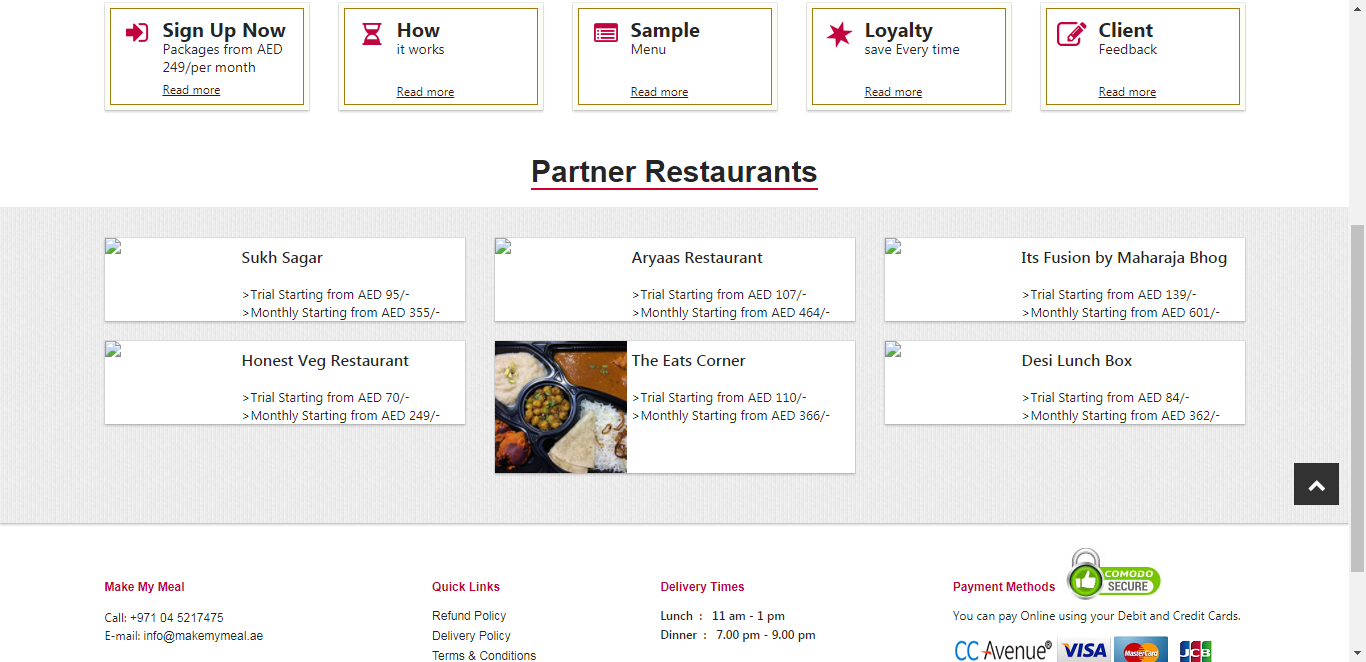 Sign Up Now
Packages from AED
249/per month
Read more
How
it works
Read more
Sample
Menu
Read more
Loyalty
save Every time
Read more
Client
Feedback
Read more
Partner Restaurants
Sukh Sagar
>Trial Starting from AED 95/-
>Monthly Starting from AED 355/-
Aryaas Restaurant
>Trial Starting from AED 107/-
>Monthly Starting from AED 464/-
Its Fusion by Maharaja Bhog
>Trial Starting from AED 139/-
>Monthly Starting from AED 601/-
Honest Veg Restaurant
>Trial Starting from AED 70/-
>Monthly Starting from AED 249/-
The Eats Corner
>Trial Starting from AED 110/-
>Monthly Starting from AED 366/-
Desi Lunch Box
>Trial Starting from AED 84/-
>Monthly Starting from AED 362/-
Make My Meal
Call: +971 04 5217475
E-mail: info@makemymeal.ae
Quick Links
Refund Policy
Delivery Policy
Terms & Conditions
Delivery Times
Lunch : 11 am - 1 pm
Dinner : 7.00 pm - 9.00 pm
Payment Methods
COMODO
SECURE
You can pay Online using your Debit and Credit Cards.
CC Avenue®
VISA
MasterCard
JCB